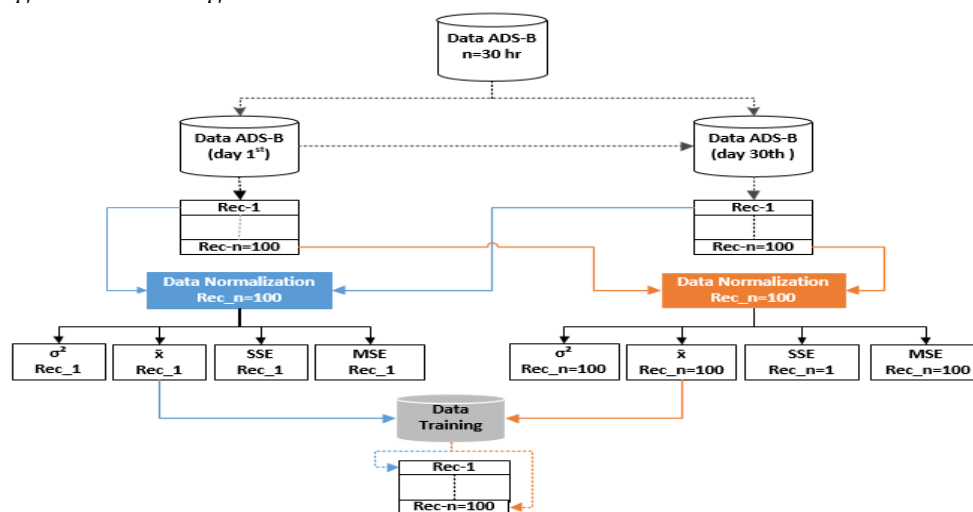 Data ADS-B
n=30 hr
Data ADS-B
(day 1st)
Data ADS-B
(day 30th )
Rec-1
Rec-n=100
Rec-1
Rec-n=100
Data Normalization
Rec_n=100
Data Normalization
Rec_n=100
σ²
Rec_1
x̄
Rec_1
SSE
Rec_1
MSE
Rec_1
σ²
Rec_n=100
x̄
Rec_n=100
SSE
Rec_n=1
MSE
Rec_n=100
Data
Training
Rec-1
Rec-n=100